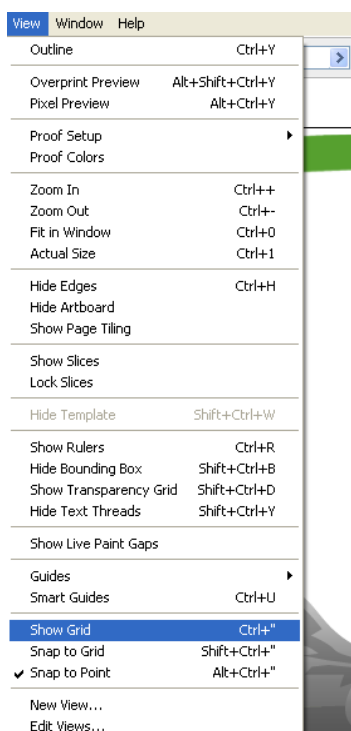 View Window Help
Outline Ctrl+Y
Overprint Preview Alt+Shift+Ctrl+Y
Pixel Preview Alt+Ctrl+Y
Proof Setup
Proof Colors
Zoom In Ctrl++
Zoom Out Ctrl+-
Fit in Window Ctrl+0
Actual Size Ctrl+1
Hide Edges Ctrl+H
Hide Artboard
Show Page Tiling
Show Slices
Lock Slices
Hide Template Shift+Ctrl+W
Show Rulers Ctrl+R
Hide Bounding Box Shift+Ctrl+B
Show Transparency Grid Shift+Ctrl+D
Hide Text Threads Shift+Ctrl+Y
Show Live Paint Gaps
Guides
Smart Guides Ctrl+U
Show Grid Ctrl+"
Snap to Grid Shift+Ctrl+"
Snap to Point Alt+Ctrl+"
New View...
Edit Views...